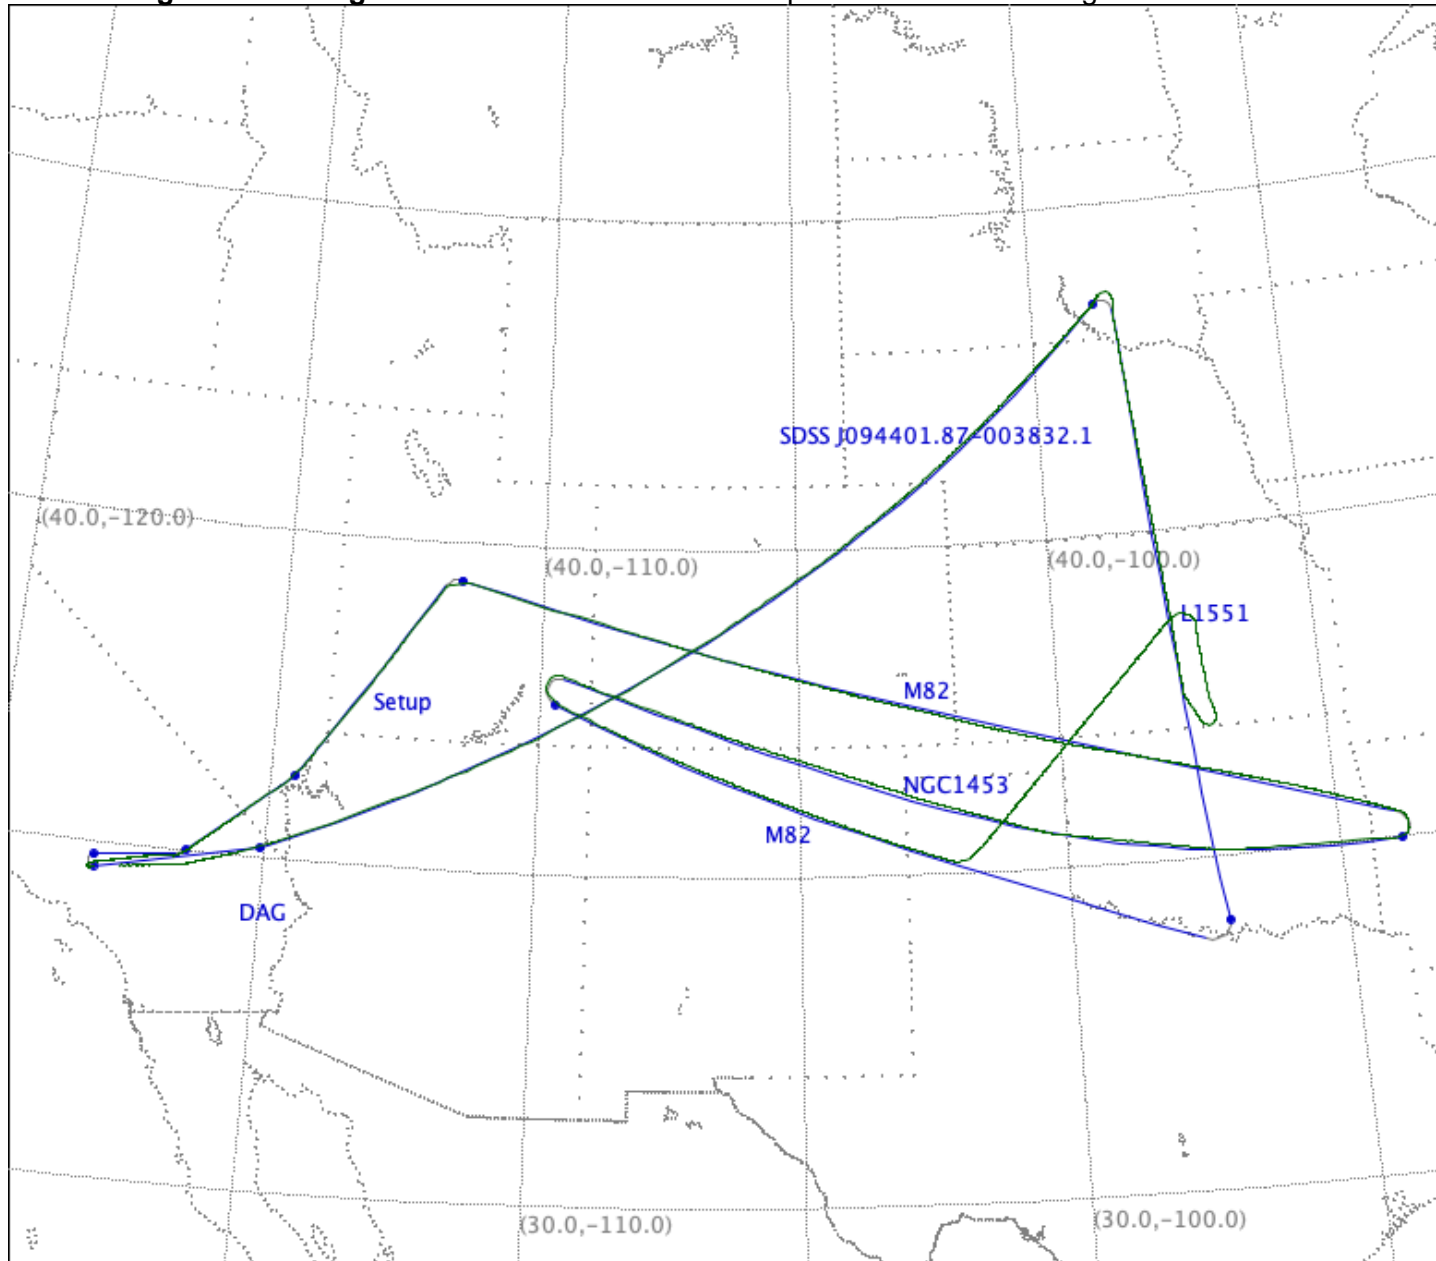 SDSS J094401.87-003832.1
(40.0,-120.0)
(40.0,-110.0)
(40.0,-100.0)
L1551
Setup
M82
NGC1453
M82
DAG
(30.0,-110.0)
(30.0,-100.0)